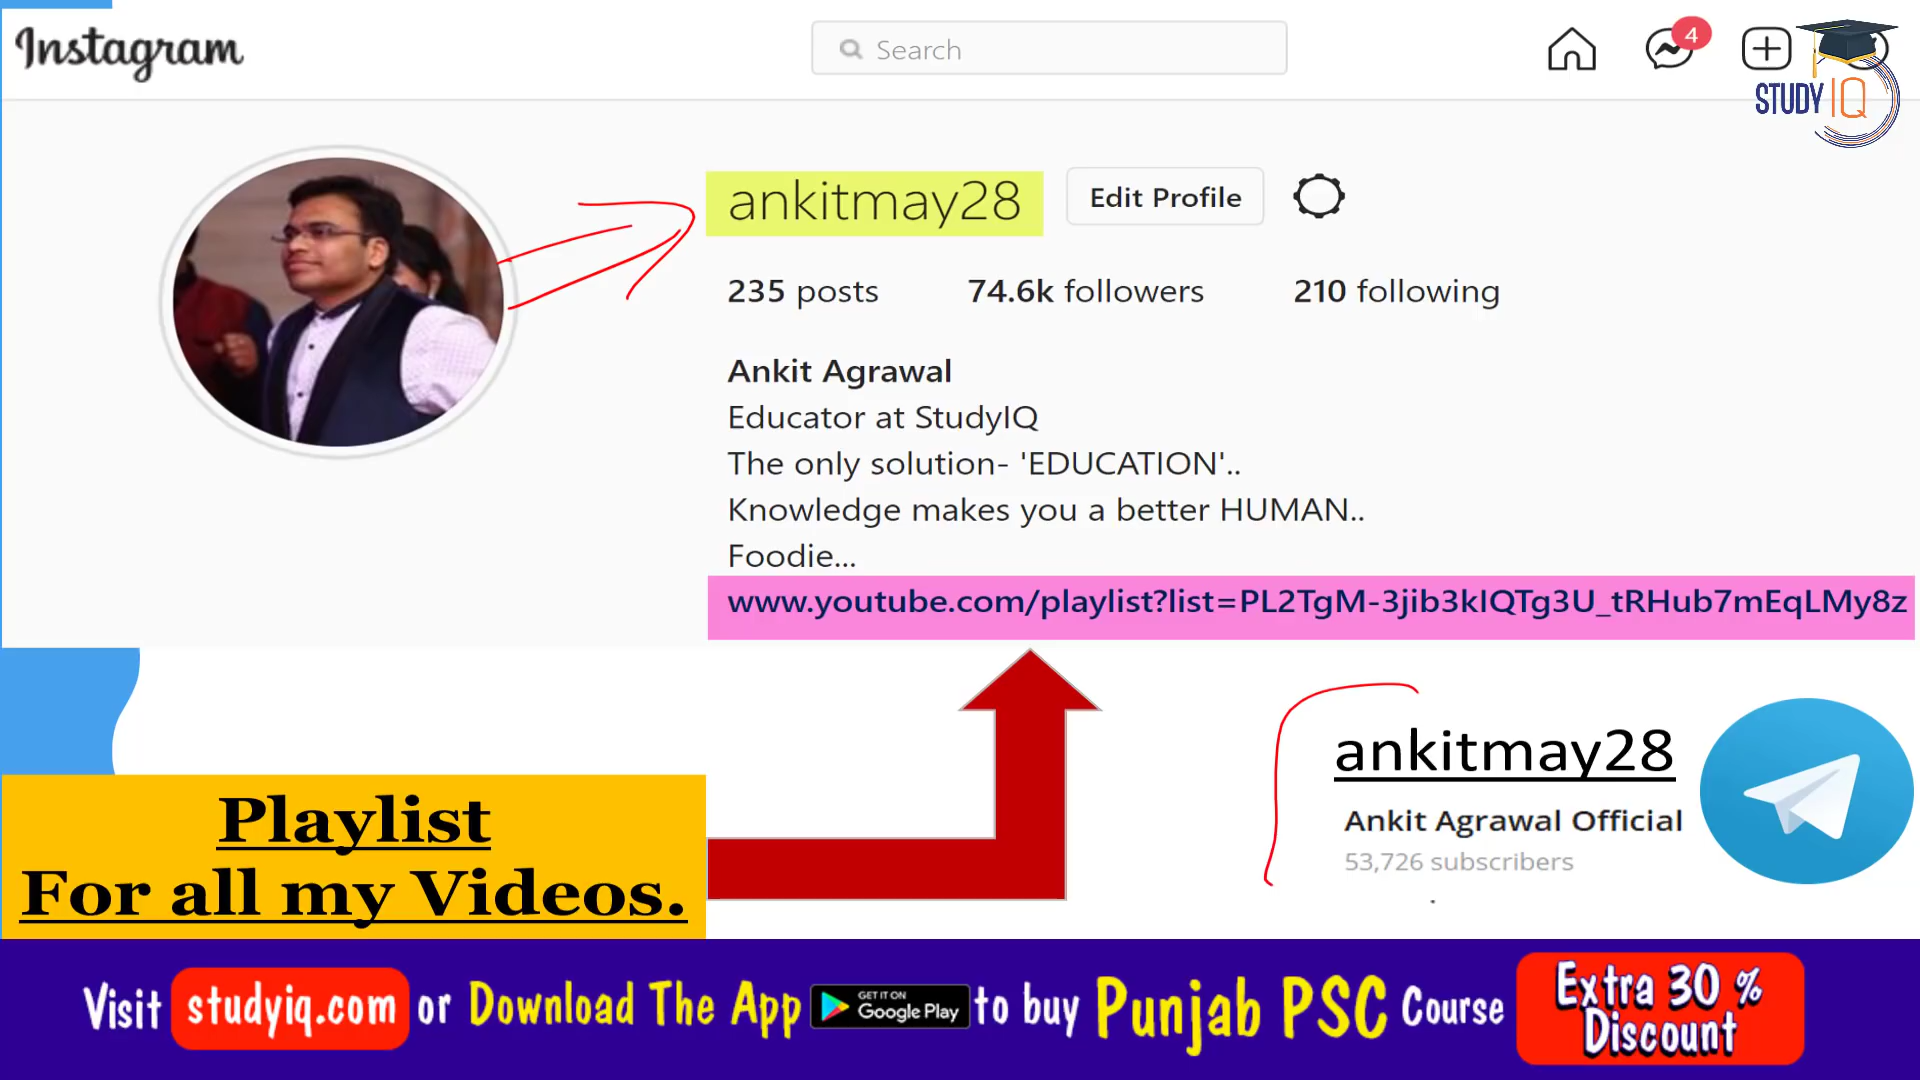 Instagram
Search
4
STUDY IQ
ankitmay28
Edit Profile
235 posts 74.6k followers 210 following
Ankit Agrawal
Educator at StudyIQ
The only solution- 'EDUCATION'..
Knowledge makes you a better HUMAN..
Foodie...
www.youtube.com/playlist?list=PL2TgM-3jib3kIQTg3U_tRHub7mEqLMy8z
ankitmay28
Ankit Agrawal Official
53,726 subscribers
Playlist
For all my Videos.
Visit studyiq.com or Download The App GET IT ON Google Play to buy Punjab PSC Course Extra 30 % Discount